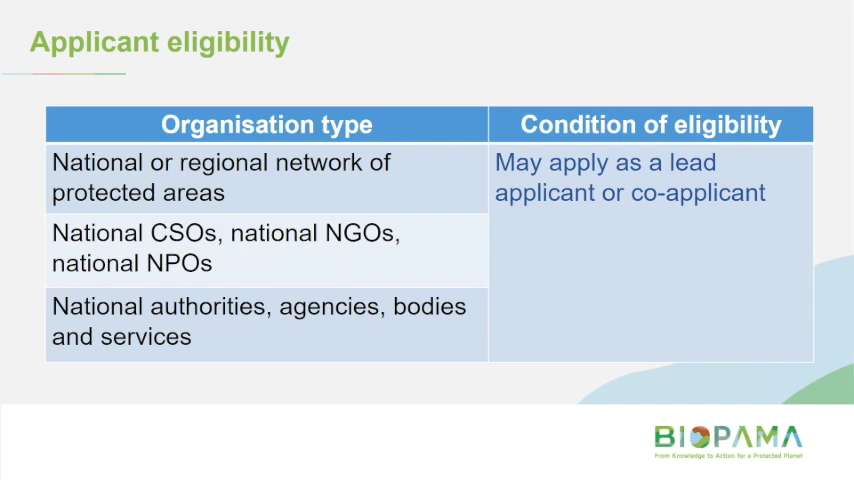 Applicant eligibility
Organisation type
Condition of eligibility
National or regional network of
protected areas
May apply as a lead
applicant or co-applicant
National CSOs, national NGOs,
national NPOs
National authorities, agencies, bodies
and services
BIOPAMA
From Knowledge to Action for a Protected Planet